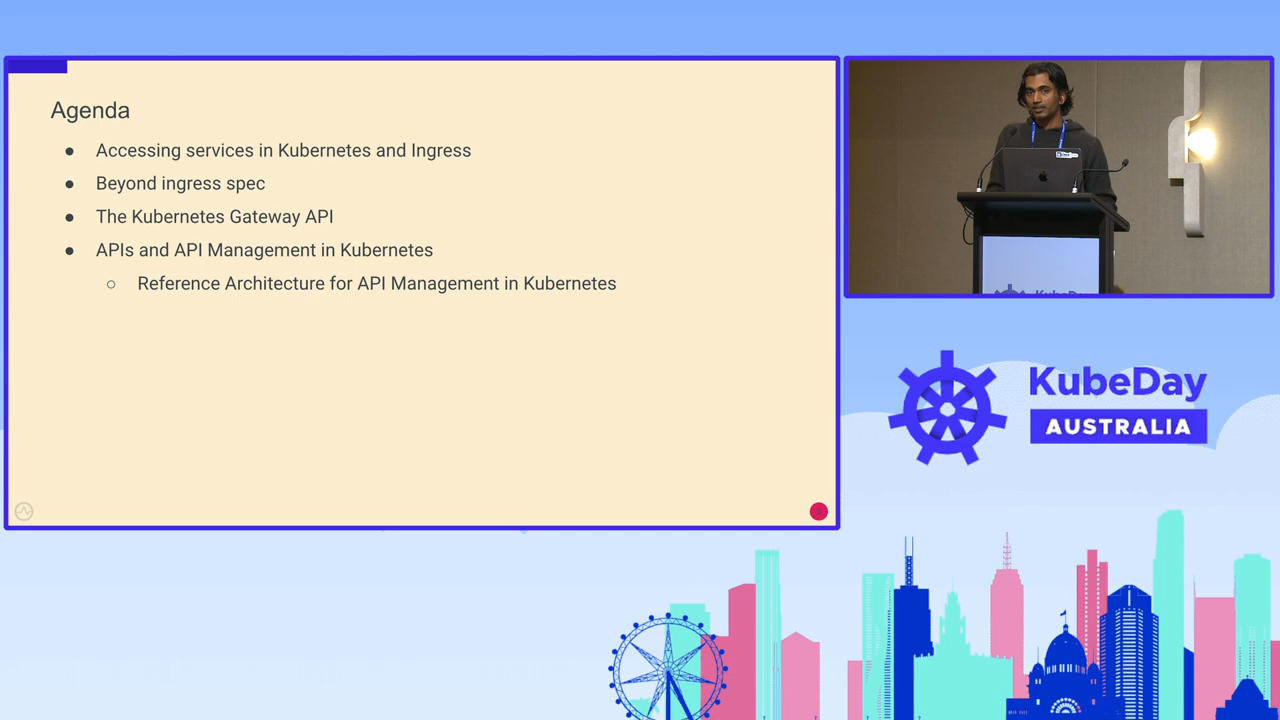 Agenda
● Accessing services in Kubernetes and Ingress
● Beyond ingress spec
● The Kubernetes Gateway API
● APIs and API Management in Kubernetes
○ Reference Architecture for API Management in Kubernetes
KubeDay
AUSTRALIA